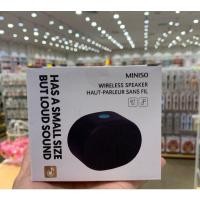 HAS A SMALL SIZE
BUT LOUD SOUND
MINISO
WIRELESS SPEAKER
HAUT-PARLEUR SANS FIL